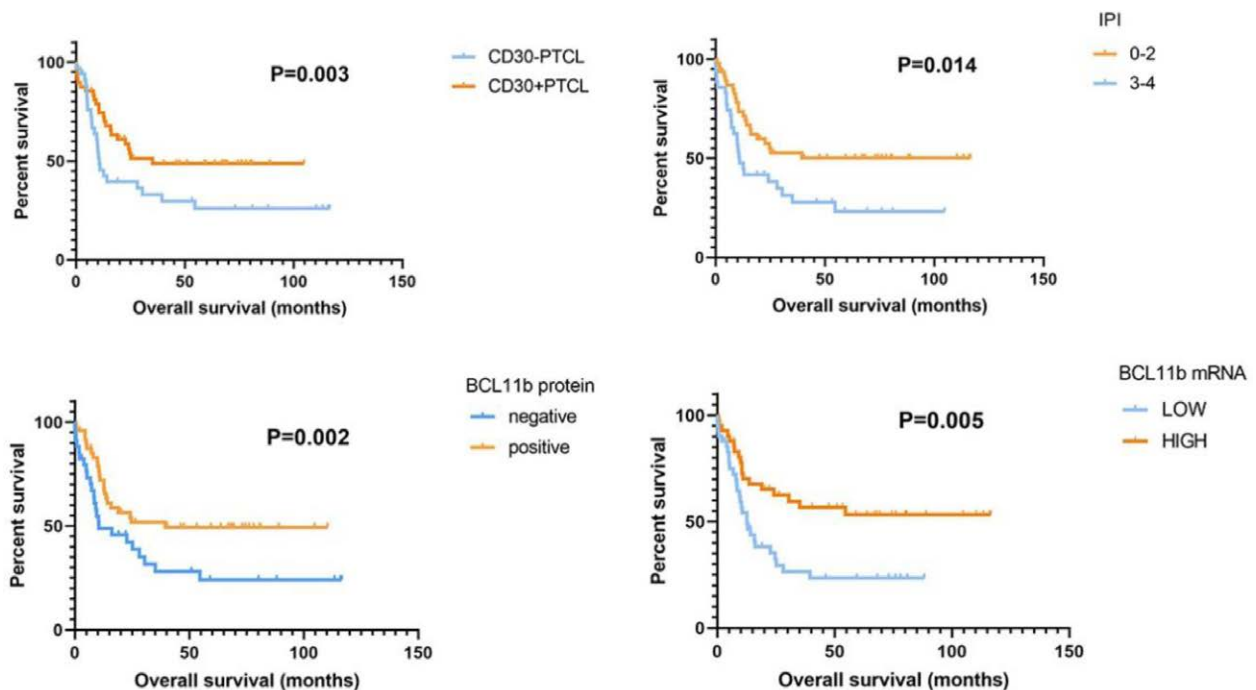 CD30-PTCL
CD30+PTCL
P=0.003
Percent survival
100
50
0
0 50 100 150
Overall survival (months)
IPI
0-2
3-4
P=0.014
Percent survival
100
50
0
0 50 100 150
Overall survival (months)
BCL11b protein
negative
positive
P=0.002
Percent survival
100
50
0
0 50 100 150
Overall survival (months)
BCL11b mRNA
LOW
HIGH
P=0.005
Percent survival
100
50
0
0 50 100 150
Overall survival (months)